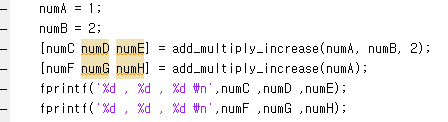 numA = 1;
numB = 2;
[numC numD numE] = add_multiply_increase(numA, numB, 2);
[numF numG numH] = add_multiply_increase(numA);
fprintf('%d , %d , %d ₩n',numC ,numD ,numE);
fprintf('%d , %d , %d ₩n',numF ,numG ,numH);